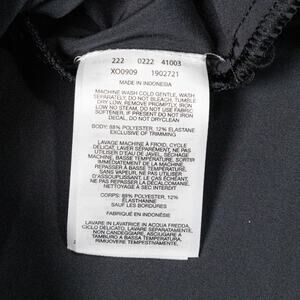 222 0222 41003
XO0909 1902721
MADE IN INDONESIA
MACHINE WASH COLD GENTLE, WASH
SEPARATELY, DO NOT BLEACH, TUMBLE
DRY LOW, REMOVE PROMPTLY, IRON
LOW NO STEAM, DO NOT USE FABRIC
SOFTENER, IF PRESENT DO NOT IRON
DECAL, DO NOT DRYCLEAN
BODY: 88% POLYESTER, 12% ELASTANE
EXCLUSIVE OF TRIMMING
LAVAGE MACHINE À FROID, CYCLE
DÉLICAT, LAVER SÉPARÉMENT, NE PAS
UTILISER D'EAU DE JAVEL, SÉCHAGE
MACHINE, BASSE TEMPÉRATURE, SORTIR
IMMÉDIATEMENT DE LA MACHINE
REPASSER À BASSE TEMPÉRATURE,
SANS VAPEUR, NE PAS UTILISER
D'ASSOUPLISSANT, LE CAS ÉCHÉANT,
NE PAS REPASSER LA DÉCALCOMANIE,
NETTOYAGE À SEC INTERDIT
CORPS: 88% POLYESTER, 12%
ÉLASTHANNE
SAUF LES BORDURES
FABRIQUÉ EN INDONÉSIE
LAVARE IN LAVATRICE IN ACQUA FREDDA,
CICLO DELICATO, LAVARE SEPARATAMENTE,
NON CANDEGGIARE, ASCIUGARE IN
TAMBURO A BASSA TEMPERATURA,
RIMUOVERE TEMPESTIVAMENTE,